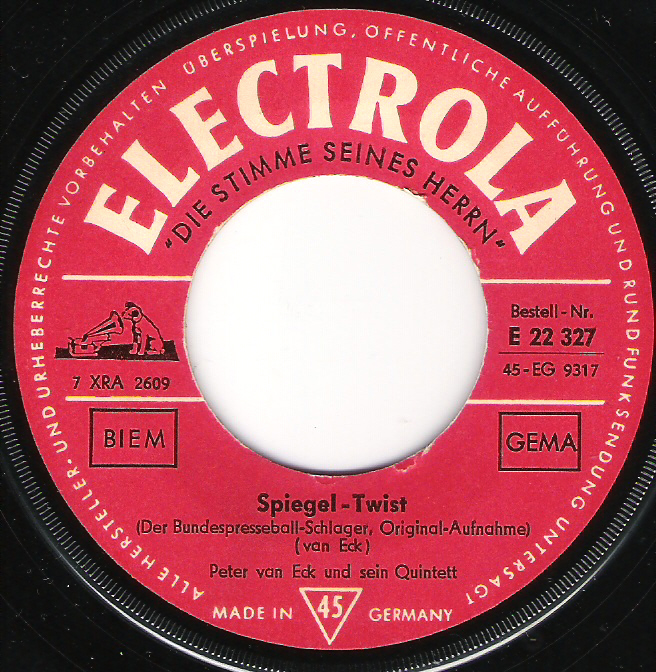 ALLE HERSTELLER- UND URHEBERRECHTE VORBEHALTEN ÜBERSPIELUNG, ÖFFENTLICHE AUFFÜHRUNG UND RUNDFUNKSENDUNG UNTERSAGT
ELECTROLA
"DIE STIMME SEINES HERRN"
Bestell-Nr.
E 22 327
7 XRA 2609
45-EG 9317
BIEM
GEMA
Spiegel-Twist
(Der Bundespresseball-Schlager, Original-Aufnahme)
(van Eck)
Peter van Eck und sein Quintett
MADE IN 45 GERMANY